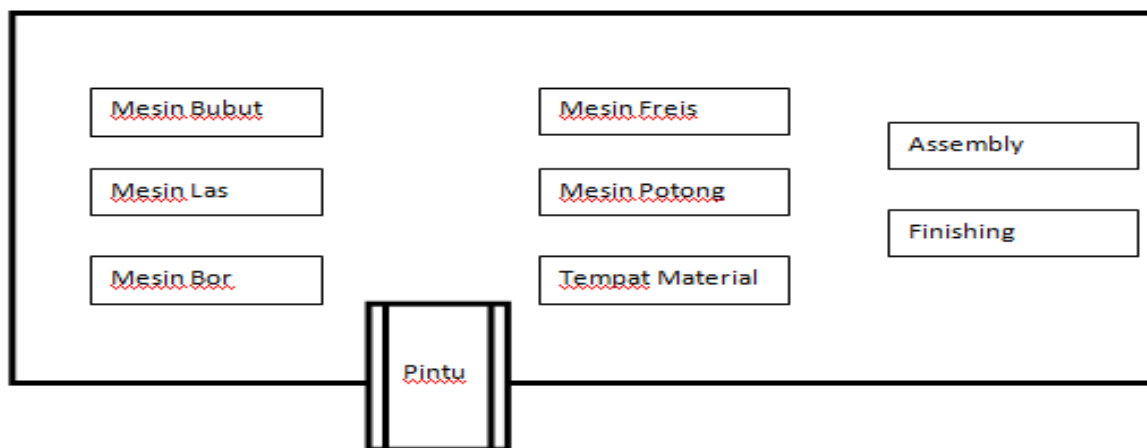 Mesin Bubut
Mesin Freis
Assembly
Mesin Las
Mesin Potong
Finishing
Mesin Bor
Tempat Material
Pintu